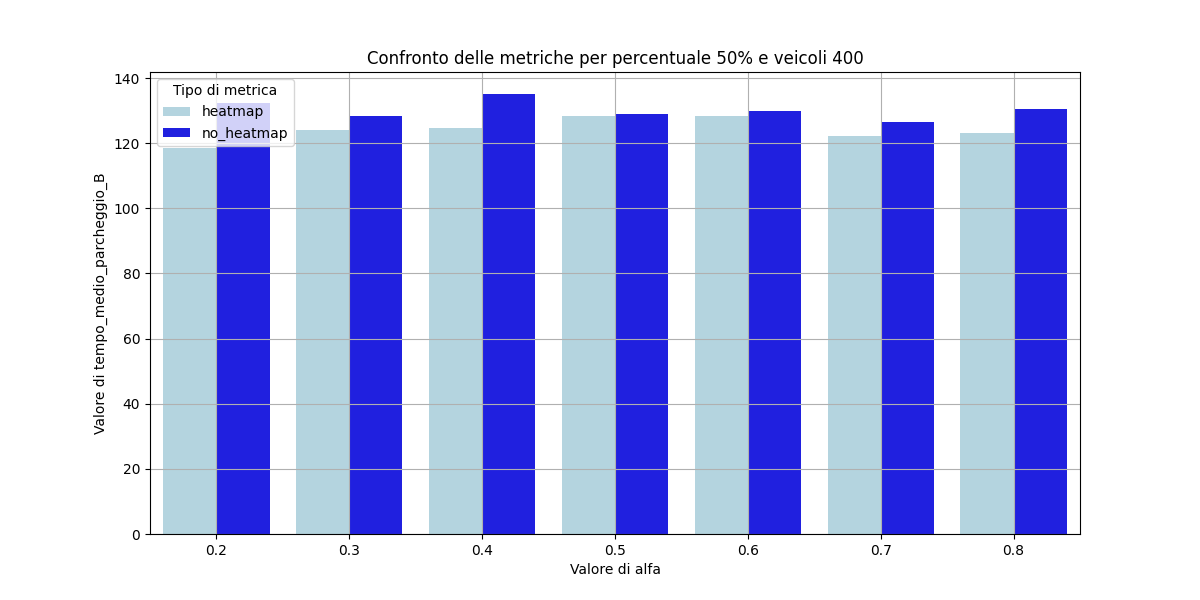 Confronto delle metriche per percentuale 50% e veicoli 400
Tipo di metrica
heatmap
no_heatmap
Valore di tempo_medio_parcheggio_B
140
120
100
80
60
40
20
0
0.2 0.3 0.4 0.5 0.6 0.7 0.8
Valore di alfa